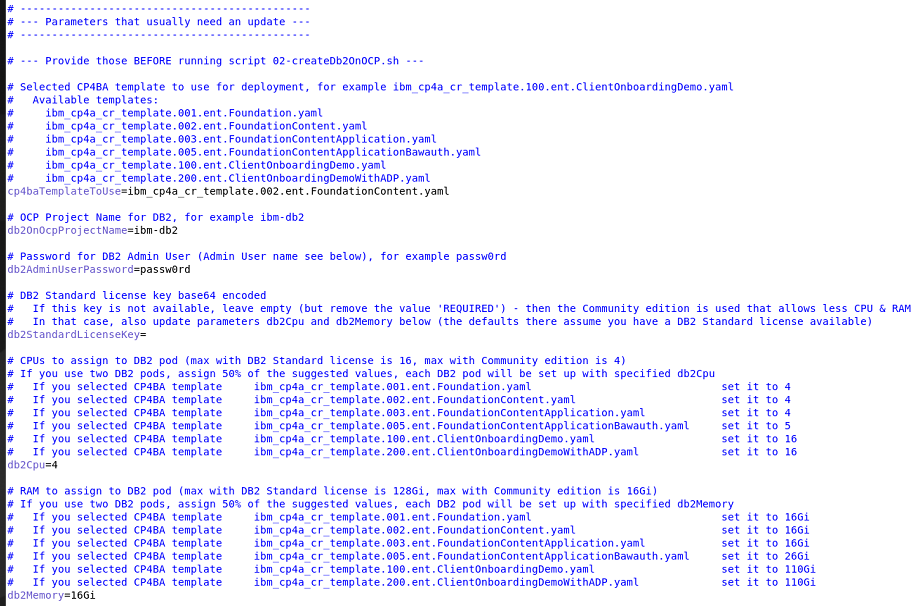 # ----------------------------------------------
# --- Parameters that usually need an update ---
# ----------------------------------------------
# --- Provide those BEFORE running script 02-createDb2OnOCP.sh ---
# Selected CP4BA template to use for deployment, for example ibm_cp4a_cr_template.100.ent.ClientOnboardingDemo.yaml
#   Available templates:
#     ibm_cp4a_cr_template.001.ent.Foundation.yaml
#     ibm_cp4a_cr_template.002.ent.FoundationContent.yaml
#     ibm_cp4a_cr_template.003.ent.FoundationContentApplication.yaml
#     ibm_cp4a_cr_template.005.ent.FoundationContentApplicationBawauth.yaml
#     ibm_cp4a_cr_template.100.ent.ClientOnboardingDemo.yaml
#     ibm_cp4a_cr_template.200.ent.ClientOnboardingDemoWithADP.yaml
cp4baTemplateToUse=ibm_cp4a_cr_template.002.ent.FoundationContent.yaml
# OCP Project Name for DB2, for example ibm-db2
db2OnOcpProjectName=ibm-db2
# Password for DB2 Admin User (Admin User name see below), for example passw0rd
db2AdminUserPassword=passw0rd
# DB2 Standard license key base64 encoded
#   If this key is not available, leave empty (but remove the value 'REQUIRED') - then the Community edition is used that allows less CPU & RAM
#   In that case, also update parameters db2Cpu and db2Memory below (the defaults there assume you have a DB2 Standard license available)
db2StandardLicenseKey=
# CPUs to assign to DB2 pod (max with DB2 Standard license is 16, max with Community edition is 4)
# If you use two DB2 pods, assign 50% of the suggested values, each DB2 pod will be set up with specified db2Cpu
#   If you selected CP4BA template     ibm_cp4a_cr_template.001.ent.Foundation.yaml                              set it to 4
#   If you selected CP4BA template     ibm_cp4a_cr_template.002.ent.FoundationContent.yaml                       set it to 4
#   If you selected CP4BA template     ibm_cp4a_cr_template.003.ent.FoundationContentApplication.yaml            set it to 4
#   If you selected CP4BA template     ibm_cp4a_cr_template.005.ent.FoundationContentApplicationBawauth.yaml     set it to 5
#   If you selected CP4BA template     ibm_cp4a_cr_template.100.ent.ClientOnboardingDemo.yaml                    set it to 16
#   If you selected CP4BA template     ibm_cp4a_cr_template.200.ent.ClientOnboardingDemoWithADP.yaml             set it to 16
db2Cpu=4
# RAM to assign to DB2 pod (max with DB2 Standard license is 128Gi, max with Community edition is 16Gi)
# If you use two DB2 pods, assign 50% of the suggested values, each DB2 pod will be set up with specified db2Memory
#   If you selected CP4BA template     ibm_cp4a_cr_template.001.ent.Foundation.yaml                              set it to 16Gi
#   If you selected CP4BA template     ibm_cp4a_cr_template.002.ent.FoundationContent.yaml                       set it to 16Gi
#   If you selected CP4BA template     ibm_cp4a_cr_template.003.ent.FoundationContentApplication.yaml            set it to 16Gi
#   If you selected CP4BA template     ibm_cp4a_cr_template.005.ent.FoundationContentApplicationBawauth.yaml     set it to 26Gi
#   If you selected CP4BA template     ibm_cp4a_cr_template.100.ent.ClientOnboardingDemo.yaml                    set it to 110Gi
#   If you selected CP4BA template     ibm_cp4a_cr_template.200.ent.ClientOnboardingDemoWithADP.yaml             set it to 110Gi
db2Memory=16Gi